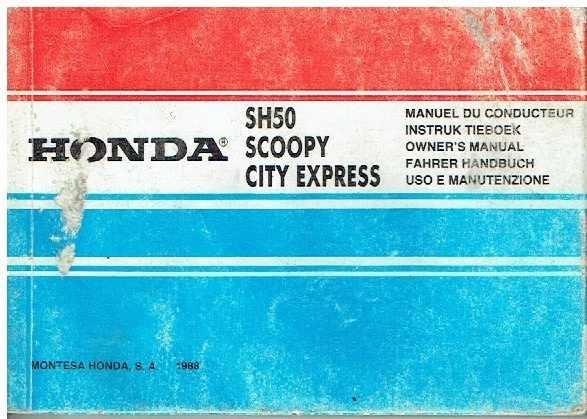 HONDA®
SH50
SCOOPY
CITY EXPRESS
MANUEL DU CONDUCTEUR
INSTRUK TIEBOEK
OWNER'S MANUAL
FAHRER HANDBUCH
USO E MANUTENZIONE
MONTESA HONDA, S. A. 1988